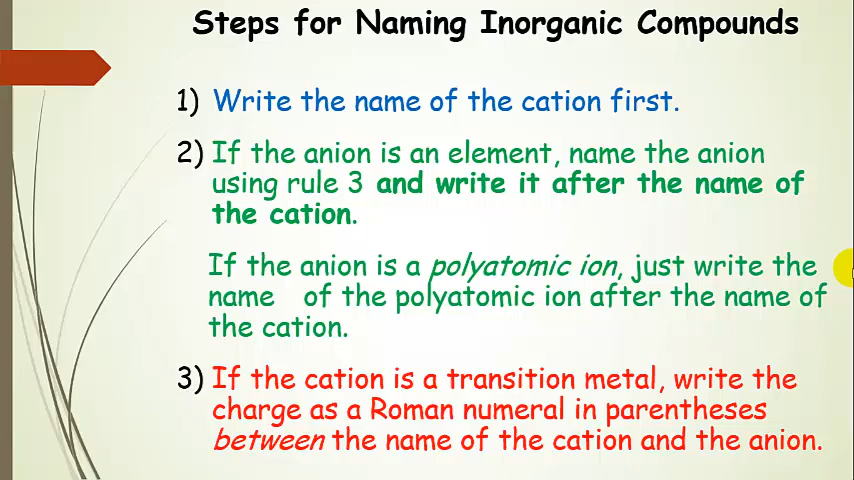 Steps for Naming Inorganic Compounds
1) Write the name of the cation first.
2) If the anion is an element, name the anion
using rule 3 and write it after the name of
the cation.
If the anion is a polyatomic ion, just write the
name of the polyatomic ion after the name of
the cation.
3) If the cation is a transition metal, write the
charge as a Roman numeral in parentheses
between the name of the cation and the anion.